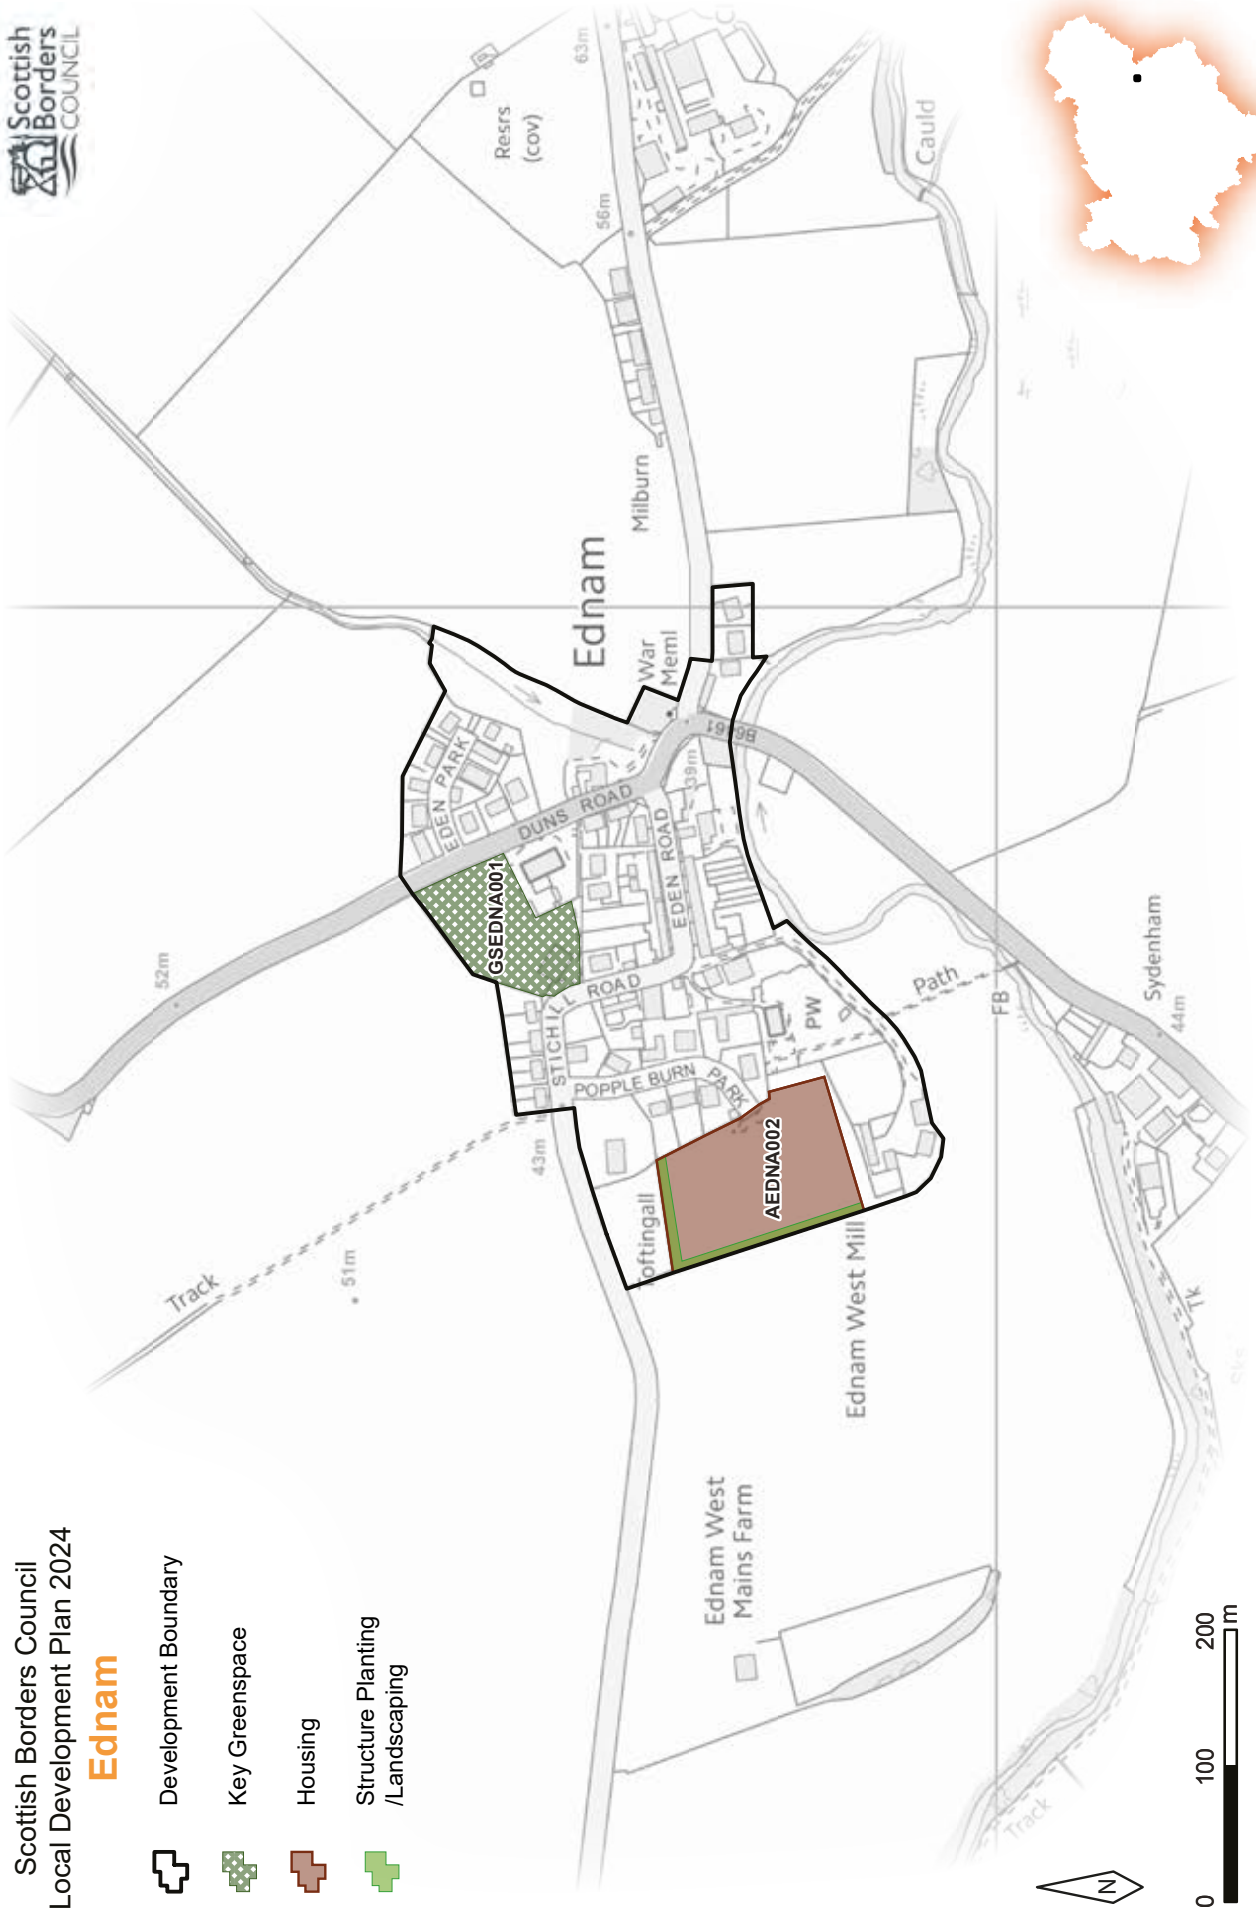 Scottish Borders Council
Local Development Plan 2024
Ednam
Development Boundary
Key Greenspace
Housing
Structure Planting
/Landscaping
Scottish
Borders
COUNCIL
52m
Track
51m
43m
63m
Resrs
(cov)
56m
Milburn
Ednam
War
Meml
B6461
39m
EDEN PARK
DUNS ROAD
EDEN ROAD
GSEDNA001
STICHILL ROAD
POPPLE BURN PARK
PW
Path
FB
AEDNA002
Toftingall
Ednam West Mill
Ednam West
Mains Farm
Cauld
Sydenham
44m
Tk
Track
N
0 100 200
m